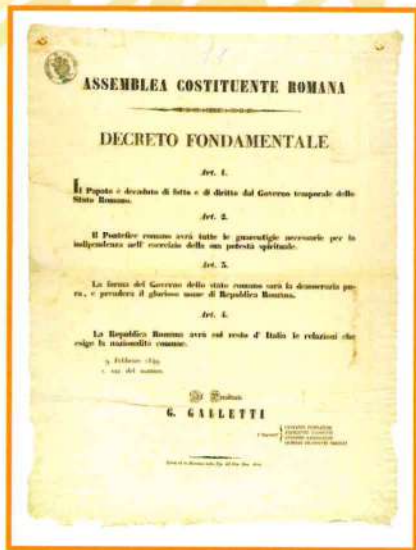 ASSEMBLEA COSTITUENTE ROMANA
DECRETO FONDAMENTALE
Art. 1.
Il Papato è decaduto di fatto e di diritto dal Governo temporale dello
Stato Romano.
Art. 2.
Il Pontefice romano avrà tutte le guarentigie necessarie per la
indipendenza nell' esercizio della sua potestà spirituale.
Art. 3.
La forma del Governo dello stato romano sarà la democrazia pu-
ra, e prenderà il glorioso nome di Repubblica Romana.
Art. 4.
La Repubblica Romana avrà col resto d' Italia le relazioni che
esige la nazionalità comune.
9 Febbraio 1849.
1. del mattino.
Il Presidente
G. GALLETTI
I Segretari